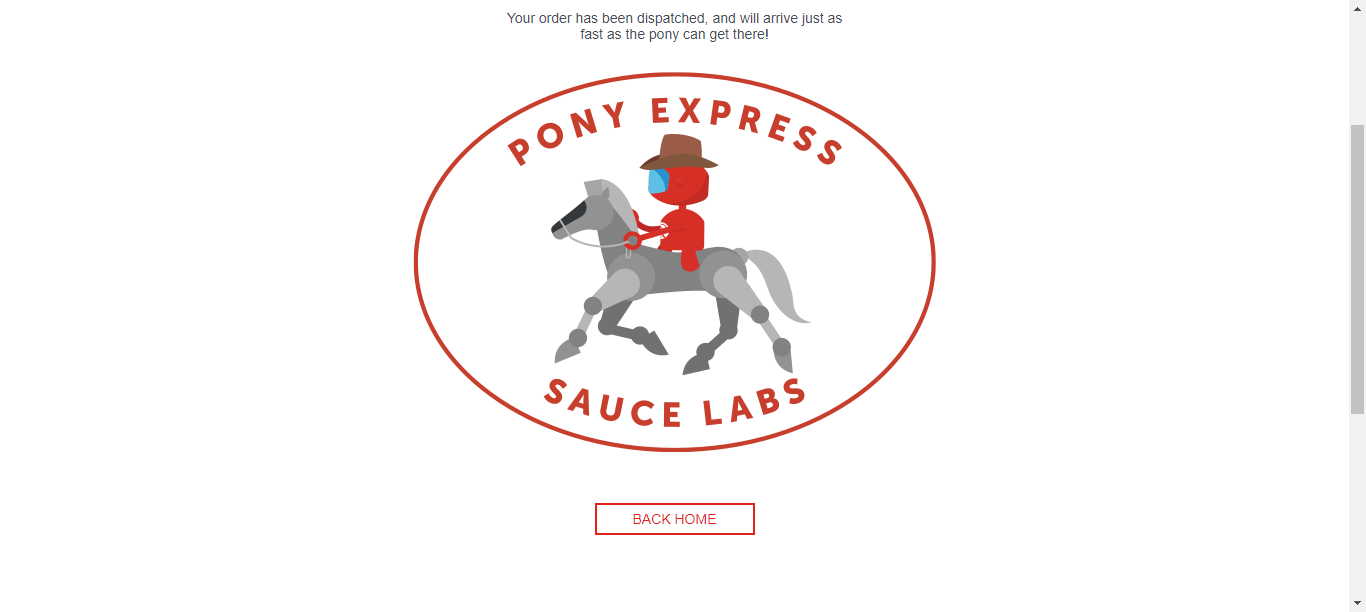 Your order has been dispatched, and will arrive just as
fast as the pony can get there!
PONY EXPRESS
SAUCE LABS
BACK HOME